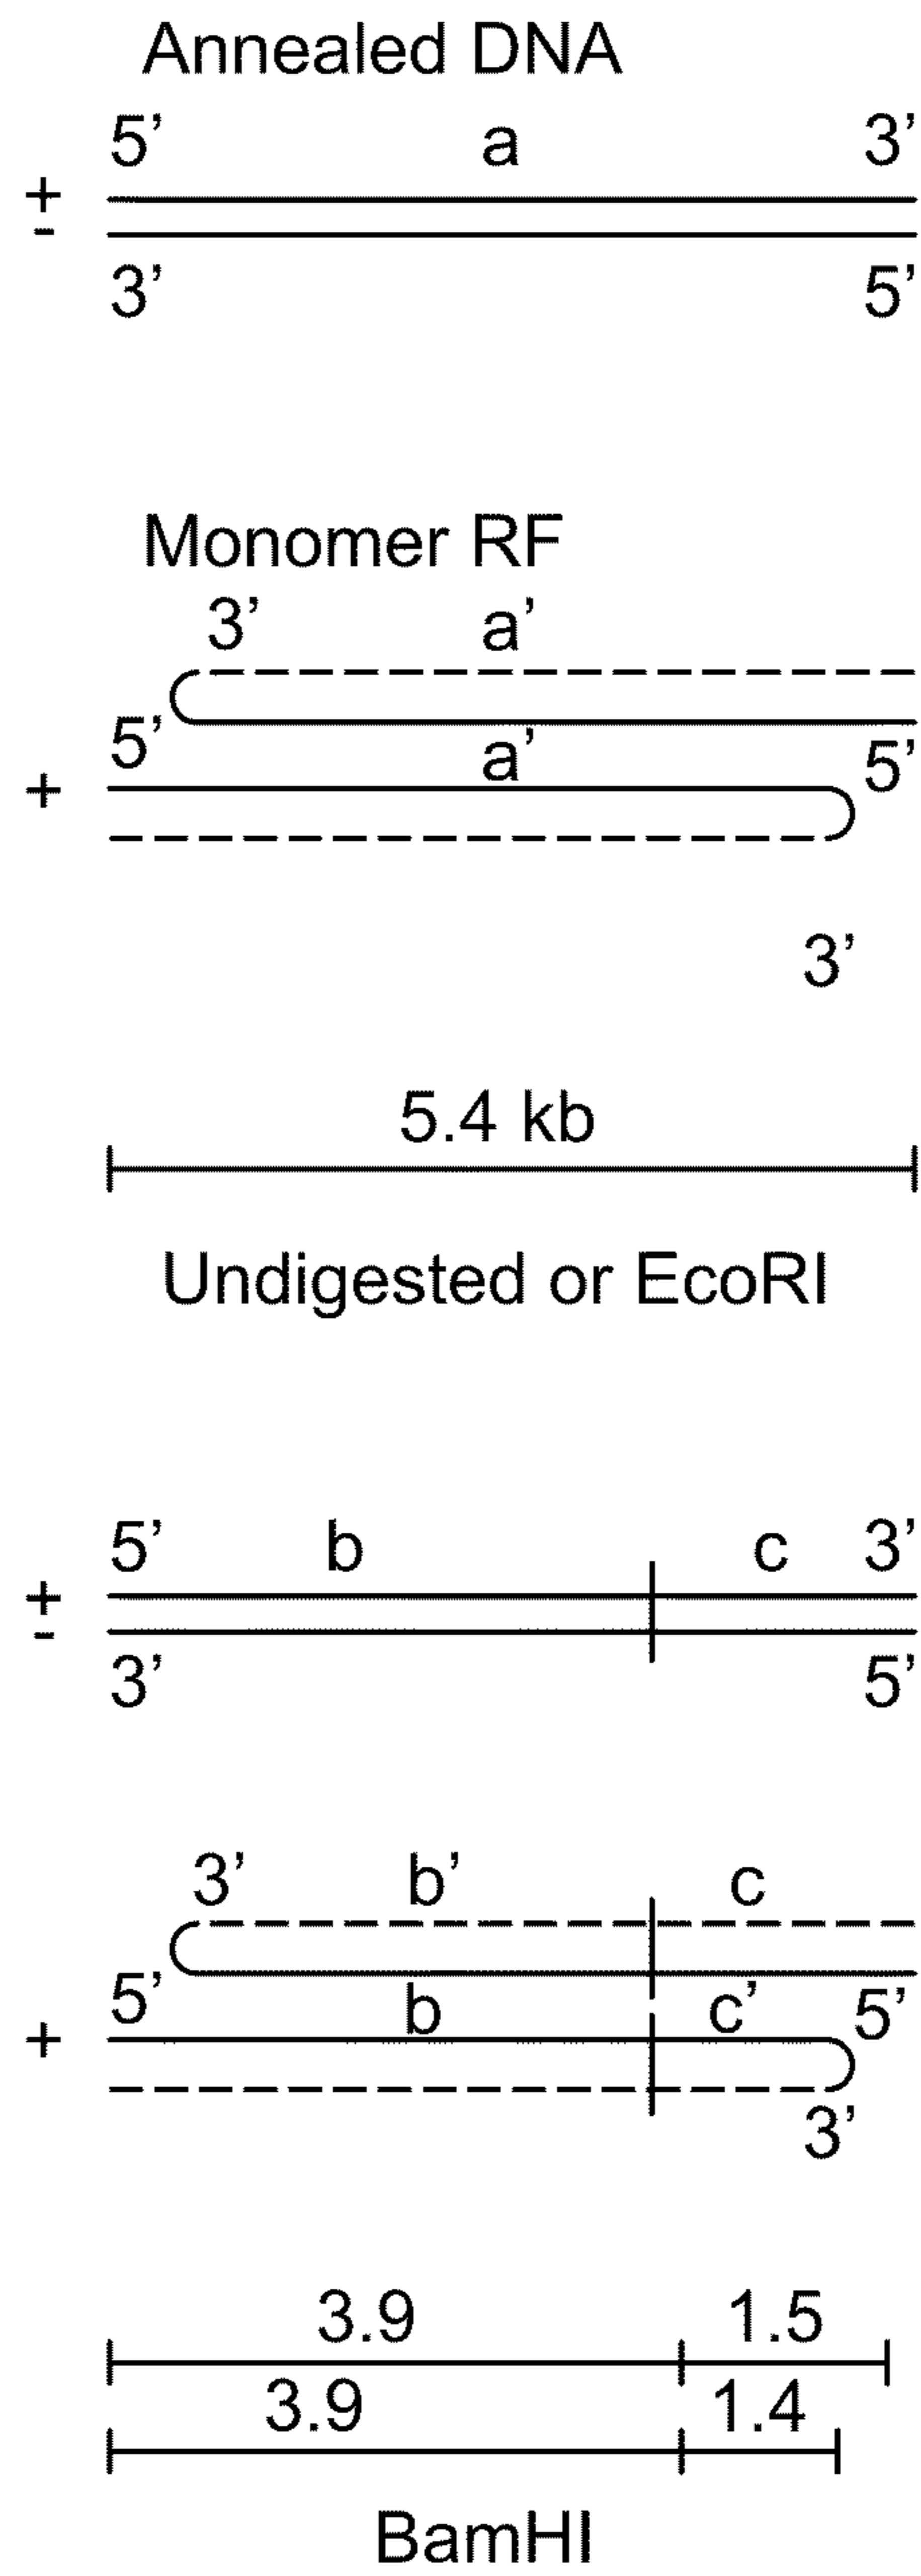 Annealed DNA
5’ a 3’
+
-
3’ 5’
Monomer RF
3’ a’
5’ a’ 5’
+
3’
5.4 kb
Undigested or EcoRI
5’ b c 3’
+
-
3’ 5’
3’ b’ c
5’ b c’ 5’
+
3’
3.9 1.5
3.9 1.4
BamHI